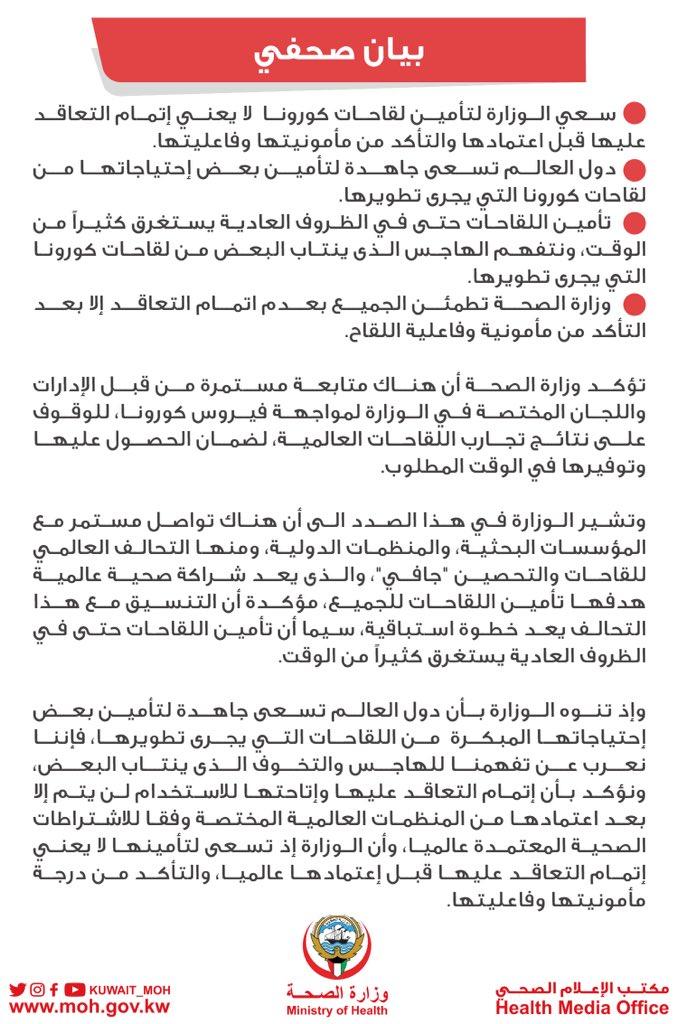 بيان صحفي
سعي الوزارة لتأمين لقاحات كورونا لا يعني إتمام التعاقد
عليها قبل اعتمادها والتأكد من مأمونيتها وفاعليتها.
دول العالم تسعى جاهدة لتأمين بعض إحتياجاتها من
لقاحات كورونا التي يجرى تطويرها.
تأمين اللقاحات حتى في الظروف العادية يستغرق كثيراً من
الوقت، ونتفهم الهاجس الذى ينتاب البعض من لقاحات كورونا
التي يجرى تطويرها.
وزارة الصحة تطمئن الجميع بعدم اتمام التعاقد إلا بعد
التأكد من مأمونية وفاعلية اللقاح.
تؤكد وزارة الصحة أن هناك متابعة مستمرة من قبل الإدارات
واللجان المختصة في الوزارة لمواجهة فيروس كورونا، للوقوف
على نتائج تجارب اللقاحات العالمية، لضمان الحصول عليها
وتوفيرها في الوقت المطلوب.
وتشير الوزارة في هذا الصدد الى أن هناك تواصل مستمر مع
المؤسسات البحثية، والمنظمات الدولية، ومنها التحالف العالمي
للقاحات والتحصين "جافي"، والذى يعد شراكة صحية عالمية
هدفها تأمين اللقاحات للجميع، مؤكدة أن التنسيق مع هذا
التحالف يعد خطوة استباقية، سيما أن تأمين اللقاحات حتى في
الظروف العادية يستغرق كثيراً من الوقت.
وإذ تنوه الوزارة بأن دول العالم تسعى جاهدة لتأمين بعض
إحتياجاتها المبكرة من اللقاحات التي يجرى تطويرها، فإننا
نعرب عن تفهمنا للهاجس والتخوف الذى ينتاب البعض،
ونؤكد بأن إتمام التعاقد عليها وإتاحتها للاستخدام لن يتم إلا
بعد اعتمادها من المنظمات العالمية المختصة وفقا للاشتراطات
الصحية المعتمدة عالميا، وأن الوزارة إذ تسعى لتأمينها لا يعني
إتمام التعاقد عليها قبل إعتمادها عالميا، والتأكد من درجة
مأمونيتها وفاعليتها.
مكتب الإعلام الصحي
Health Media Office
وزارة الصحة
Ministry of Health
KUWAIT_MOH
www.moh.gov.kw